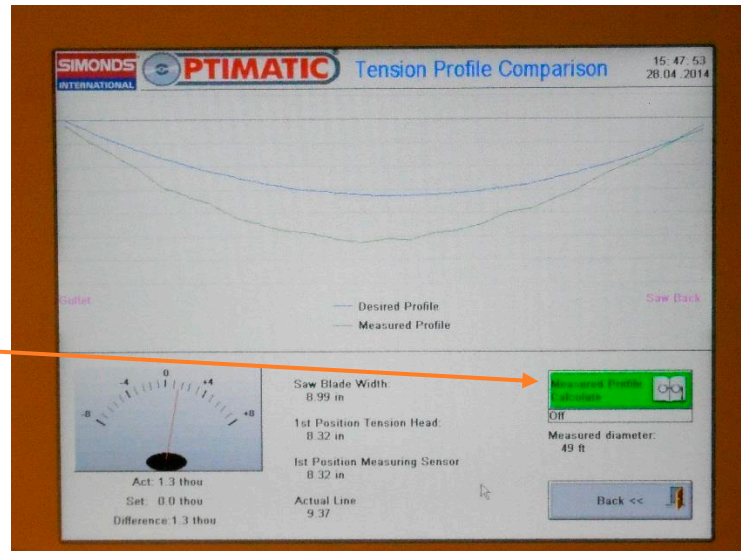 SIMONDS
INTERNATIONAL
OPTIMATIC
Tension Profile Comparison
15:47:53
28.04.2014
Gullet
Saw Back
Desired Profile
Measured Profile
-8
-4
0
+4
+8
Act: 1.3 thou
Set: 0.0 thou
Difference: 1.3 thou
Saw Blade Width:
8.99 in
1st Position Tension Head:
8.32 in
Ist Position Measuring Sensor
8.32 in
Actual Line
9.37
Measured Profile
Calculate
Off
Measured diameter:
49 ft
Back <<